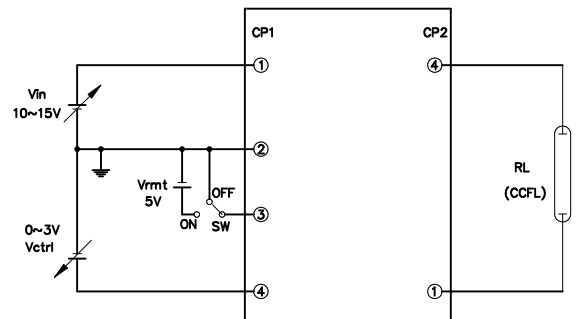 CP1
CP2
1
4
Vin
10~15V
2
Vrmt
5V
OFF
ON
SW
3
RL
(CCFL)
0~3V
Vctrl
4
1